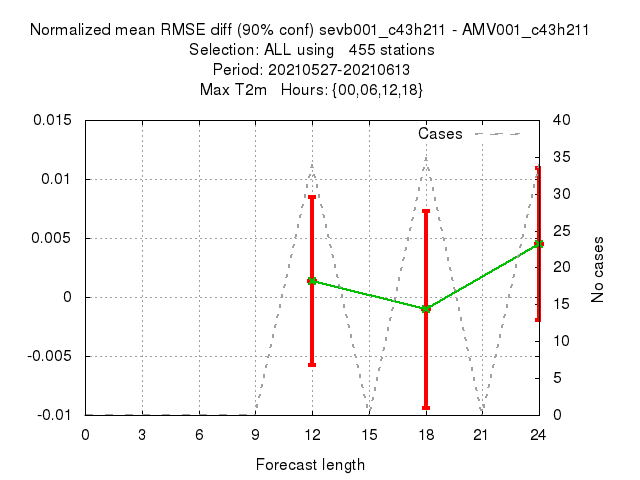 Normalized mean RMSE diff (90% conf) sevb001_c43h211 - AMV001_c43h211
Selection: ALL using   455 stations
Period: 20210527-20210613
Max T2m   Hours: {00,06,12,18}
Cases
0.015
0.01
0.005
0
-0.005
-0.01
40
35
30
25
20
15
10
5
0
No cases
0 3 6 9 12 15 18 21 24
Forecast length